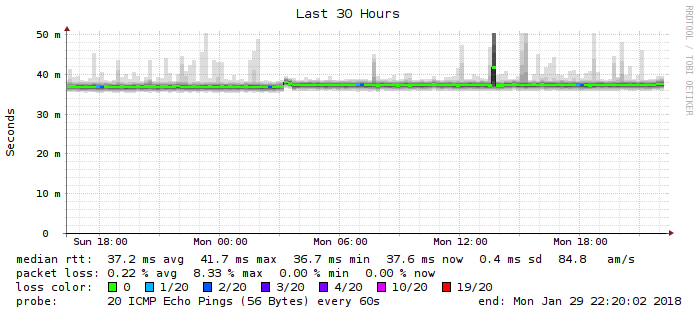 Last 30 Hours
RRDTOOL / TOBI OETIKER
Seconds
50 m
40 m
30 m
20 m
10 m
0
Sun 18:00 Mon 00:00 Mon 06:00 Mon 12:00 Mon 18:00
median rtt: 37.2 ms avg 41.7 ms max 36.7 ms min 37.6 ms now 0.4 ms sd 84.8 am/s
packet loss: 0.22 % avg 8.33 % max 0.00 % min 0.00 % now
loss color: 0 1/20 2/20 3/20 4/20 10/20 19/20
probe: 20 ICMP Echo Pings (56 Bytes) every 60s end: Mon Jan 29 22:20:02 2018